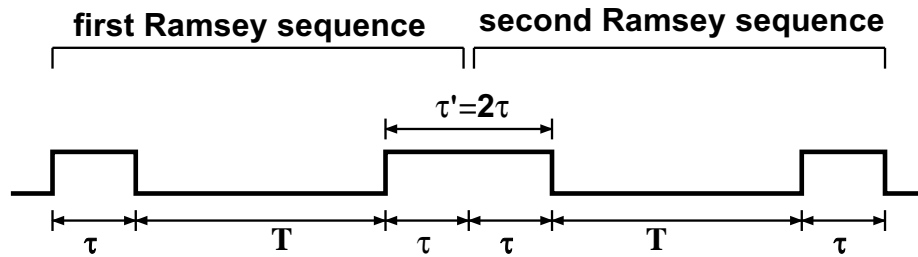 first Ramsey sequence second Ramsey sequence
τ'=2τ
τ T τ τ T τ